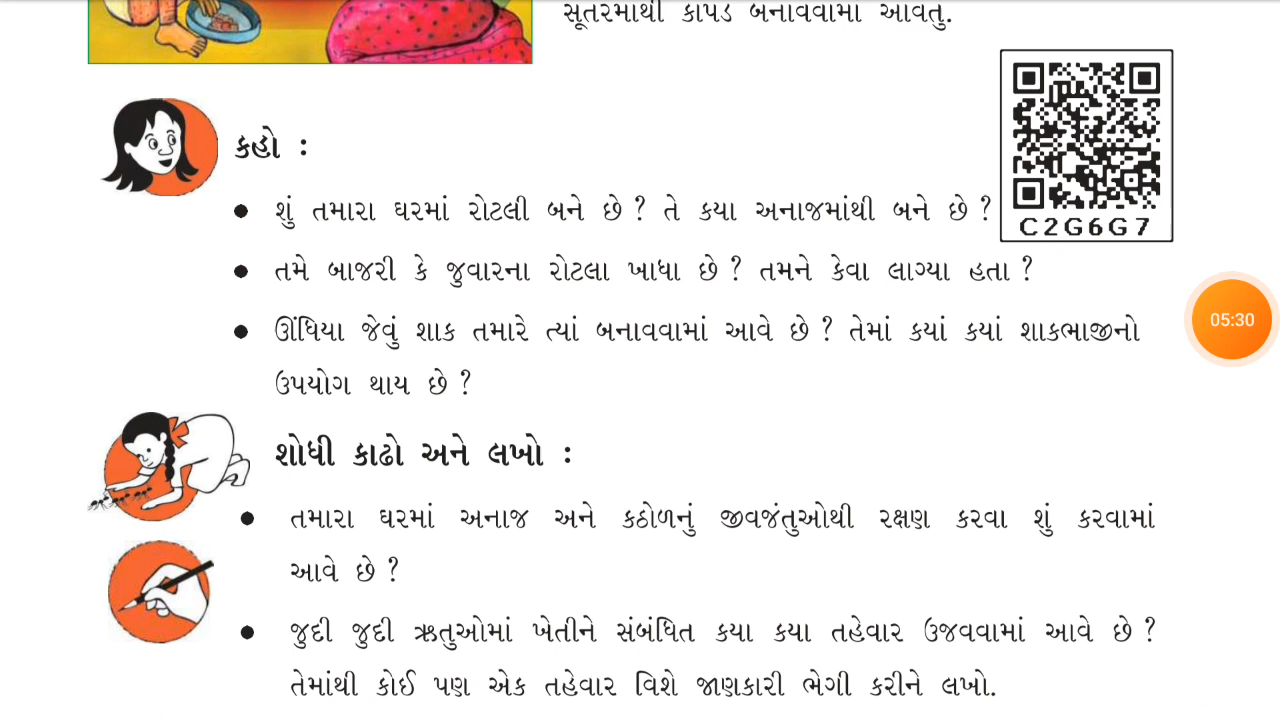 સૂતરમાંથી કાપડ બનાવવામાં આવતું.
C2G6G7
કહો :
● શું તમારા ઘરમાં રોટલી બને છે ? તે કયા અનાજમાંથી બને છે ?
● તમે બાજરી કે જુવારના રોટલા ખાધા છે ? તમને કેવા લાગ્યા હતા ?
05:30
● ઊંધિયા જેવું શાક તમારે ત્યાં બનાવવામાં આવે છે ? તેમાં કયાં કયાં શાકભાજીનો
ઉપયોગ થાય છે ?
શોધી કાઢો અને લખો :
● તમારા ઘરમાં અનાજ અને કઠોળનું જીવજંતુઓથી રક્ષણ કરવા શું કરવામાં
આવે છે ?
● જુદી જુદી ઋતુઓમાં ખેતીને સંબંધિત કયા કયા તહેવાર ઉજવવામાં આવે છે ?
તેમાંથી કોઈ પણ એક તહેવાર વિશે જાણકારી ભેગી કરીને લખો.